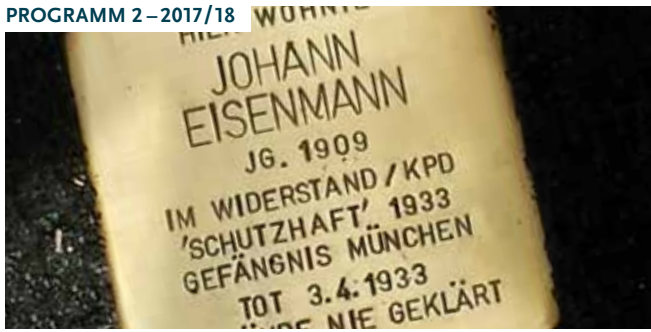 PROGRAMM 2 – 2017/18
WOHNTE
JOHANN
EISENMANN
JG. 1909
IM WIDERSTAND / KPD
'SCHUTZHAFT' 1933
GEFÄNGNIS MÜNCHEN
TOT 3.4.1933
NIE GEKLÄRT